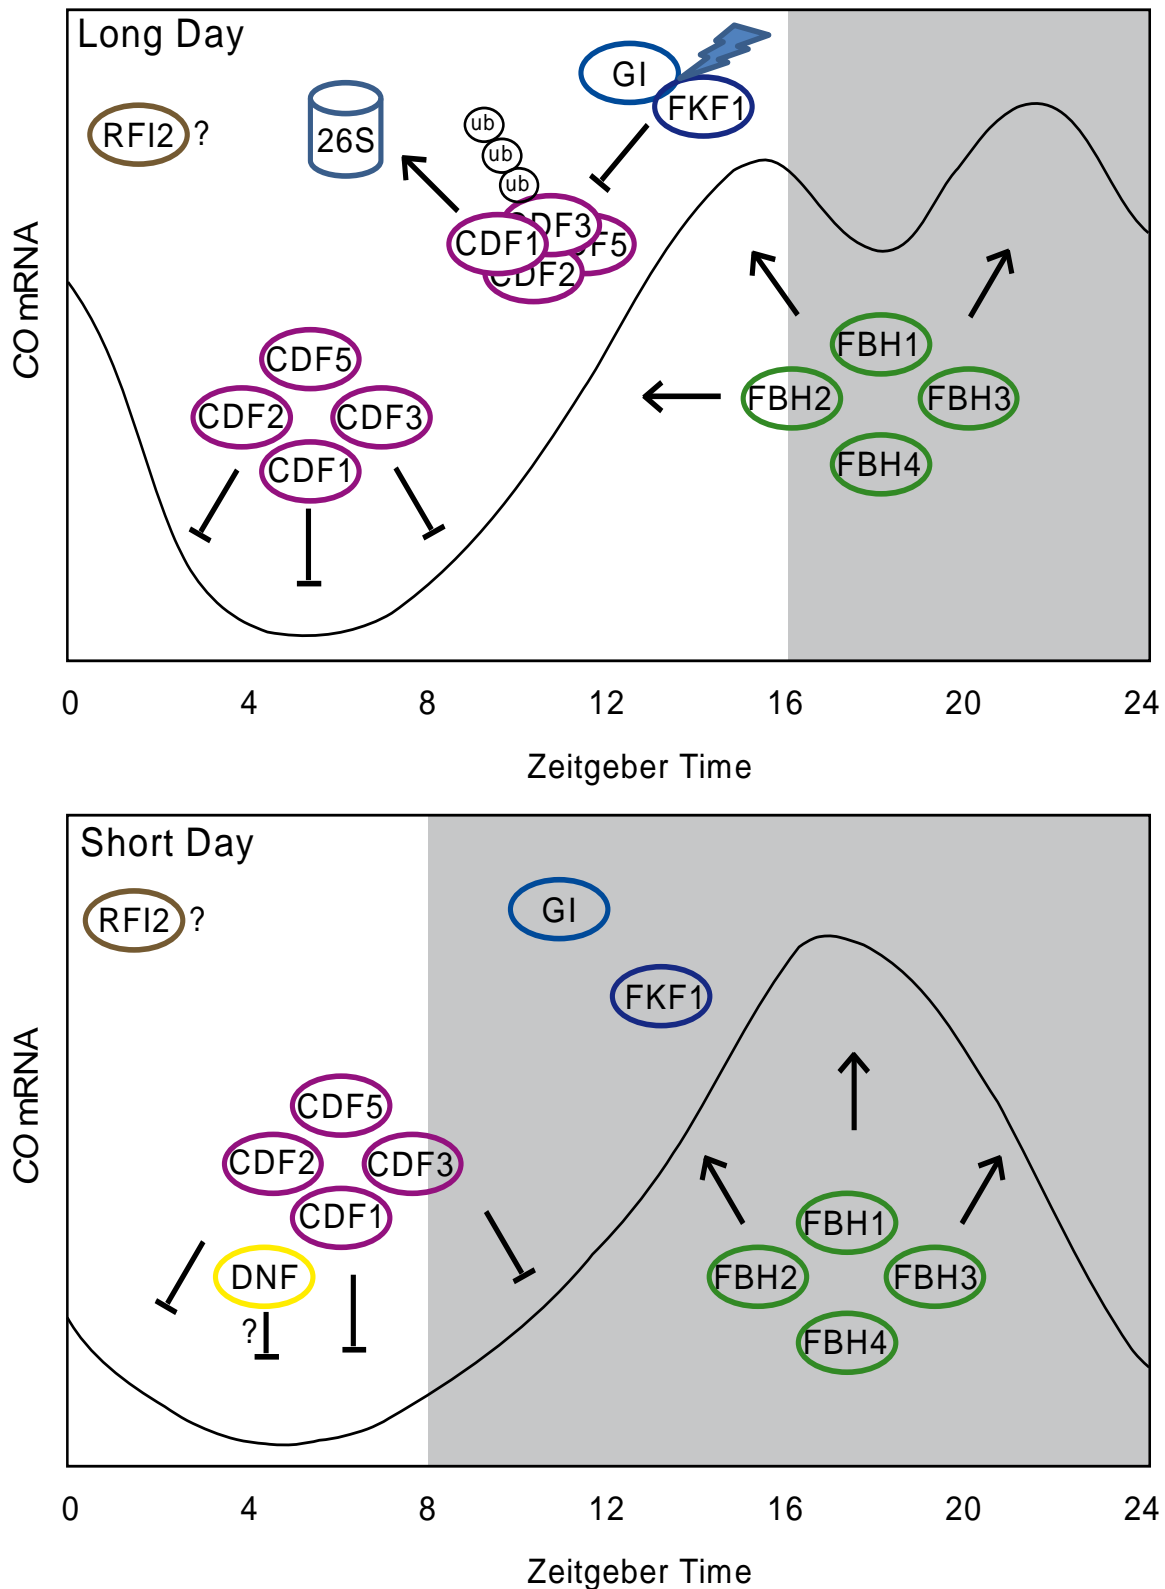 Long Day
GI
FKF1
RFI2 ?
26S
ub
ub
ub
CDF3
CDF1
DF5
CDF2
CO mRNA
CDF5
CDF2
CDF3
CDF1
FBH1
FBH2
FBH3
FBH4
0 4 8 12 16 20 24
Zeitgeber Time
Short Day
RFI2 ?
GI
FKF1
CO mRNA
CDF5
CDF2
CDF3
CDF1
DNF
?
FBH1
FBH2
FBH3
FBH4
0 4 8 12 16 20 24
Zeitgeber Time